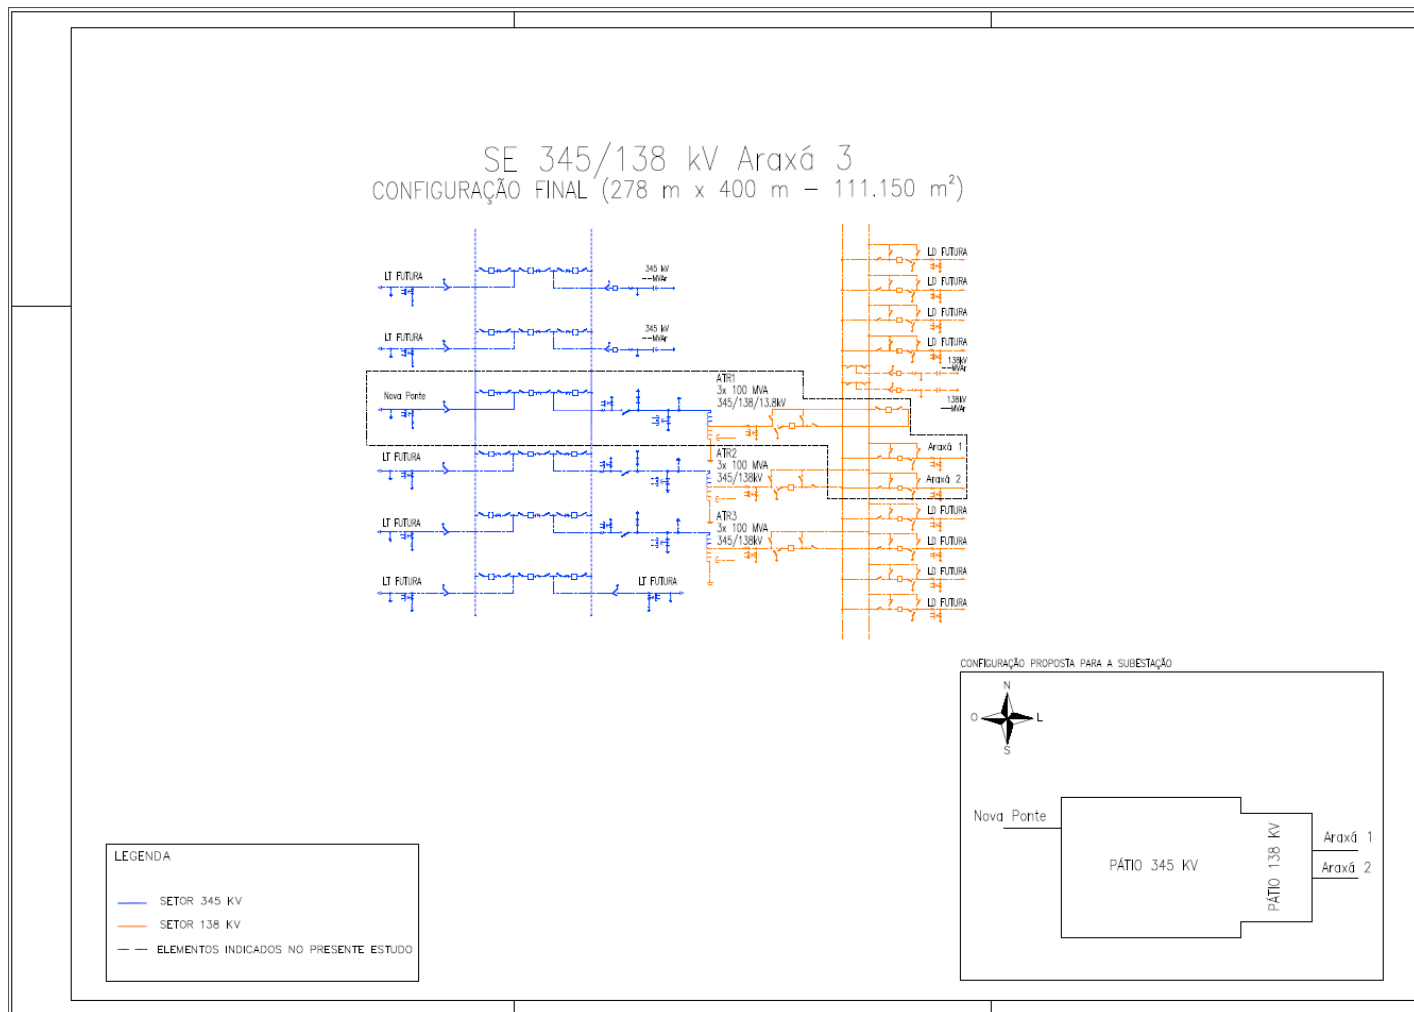 SE 345/138 kV Araxá 3
CONFIGURAÇÃO FINAL (278 m x 400 m – 111.150 m²)
LT FUTURA
345 kV
--MVAr
LT FUTURA
345 kV
--MVAr
Nova Ponte
ATR1
3x 100 MVA
345/138/13.8kV
LT FUTURA
ATR2
3x 100 MVA
345/138kV
LT FUTURA
ATR3
3x 100 MVA
345/138kV
LT FUTURA
LT FUTURA
LD FUTURA
LD FUTURA
LD FUTURA
LD FUTURA
138kV
--MVAr
138kV
--MVAr
Araxá 1
Araxá 2
LD FUTURA
LD FUTURA
LD FUTURA
LD FUTURA
CONFIGURAÇÃO PROPOSTA PARA A SUBESTAÇÃO
N
O
L
S
Nova Ponte
PÁTIO 345 KV
PÁTIO 138 KV
Araxá 1
Araxá 2
LEGENDA
SETOR 345 KV
SETOR 138 KV
ELEMENTOS INDICADOS NO PRESENTE ESTUDO